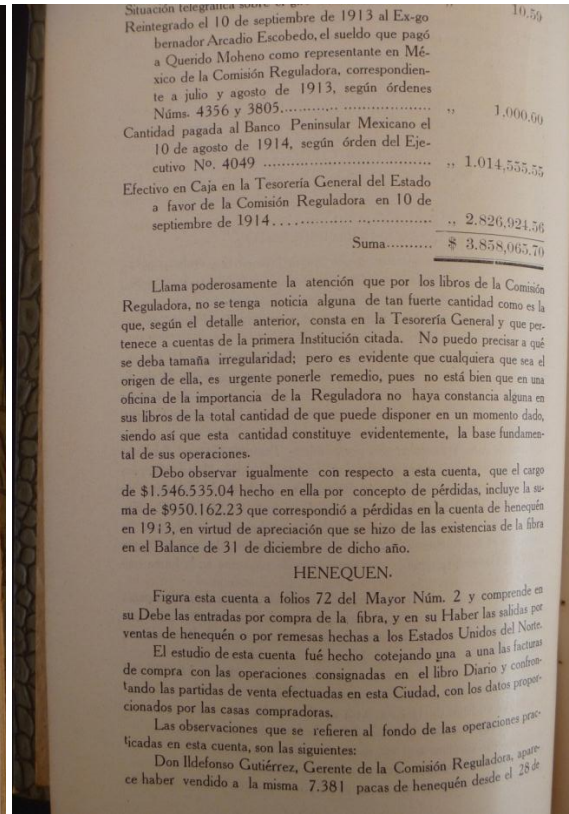 Situación telegráfica sobre el „ 10.59
Reintegrado el 10 de septiembre de 1913 al Ex-go
bernador Arcadio Escobedo, el sueldo que pagó
a Querido Moheno como representante en Mé-
xico de la Comisión Reguladora, correspondien-
te a julio y agosto de 1913, según órdenes
Núms. 4356 y 3805.................................... „ 1,000.00
Cantidad pagada al Banco Peninsular Mexicano el
10 de agosto de 1914, según órden del Eje-
cutivo Nº. 4049 .................................... „ 1.014,555.55
Efectivo en Caja en la Tesorería General del Estado
a favor de la Comisión Reguladora en 10 de
septiembre de 1914.................................... „ 2.826,924.56
Suma.......... $ 3.858,065.70
Llama poderosamente la atención que por los libros de la Comisión
Reguladora, no se tenga noticia alguna de tan fuerte cantidad como es la
que, según el detalle anterior, consta en la Tesorería General y que per-
tenece a cuentas de la primera Institución citada. No puedo precisar a qué
se deba tamaña irregularidad; pero es evidente que cualquiera que sea el
origen de ella, es urgente ponerle remedio, pues no está bien que en una
oficina de la importancia de la Reguladora no haya constancia alguna en
sus libros de la total cantidad de que puede disponer en un momento dado,
siendo así que esta cantidad constituye evidentemente, la base fundamen-
tal de sus operaciones.
Debo observar igualmente con respecto a esta cuenta, que el cargo
de $1.546.535.04 hecho en ella por concepto de pérdidas, incluye la su-
ma de $950.162.23 que correspondió a pérdidas en la cuenta de henequén
en 1913, en virtud de apreciación que se hizo de las existencias de la fibra
en el Balance de 31 de diciembre de dicho año.
HENEQUEN.
Figura esta cuenta a folios 72 del Mayor Núm. 2 y comprende en
su Debe las entradas por compra de la fibra, y en su Haber las salidas por
ventas de henequén o por remesas hechas a los Estados Unidos del Norte.
El estudio de esta cuenta fué hecho cotejando una a una las facturas
de compra con las operaciones consignadas en el libro Diario y confron-
tando las partidas de venta efectuadas en esta Ciudad, con los datos propor-
cionados por las casas compradoras.
Las observaciones que se refieren al fondo de las operaciones prac-
ticadas en esta cuenta, son las siguientes:
Don Ildefonso Gutiérrez, Gerente de la Comisión Reguladora, apare-
ce haber vendido a la misma 7.381 pacas de henequén desde el 28 de